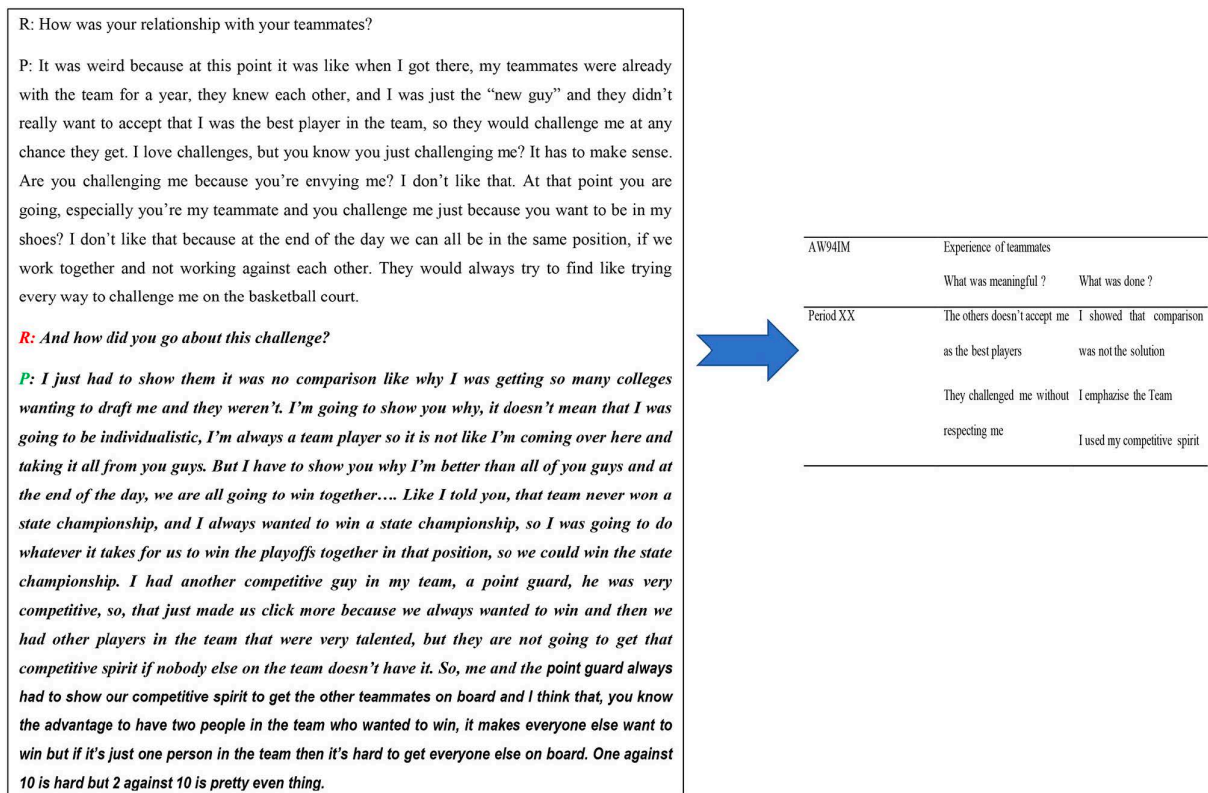 R: How was your relationship with your teammates?
P: It was weird because at this point it was like when I got there, my teammates were already
with the team for a year, they knew each other, and I was just the “new guy” and they didn’t
really want to accept that I was the best player in the team, so they would challenge me at any
chance they get. I love challenges, but you know you just challenging me? It has to make sense.
Are you challenging me because you’re envying me? I don’t like that. At that point you are
going, especially you’re my teammate and you challenge me just because you want to be in my
shoes? I don’t like that because at the end of the day we can all be in the same position, if we
work together and not working against each other. They would always try to find like trying
every way to challenge me on the basketball court.
R: And how did you go about this challenge?
P: I just had to show them it was no comparison like why I was getting so many colleges
wanting to draft me and they weren’t. I’m going to show you why, it doesn’t mean that I was
going to be individualistic, I’m always a team player so it is not like I’m coming over here and
taking it all from you guys. But I have to show you why I’m better than all of you guys and at
the end of the day, we are all going to win together…. Like I told you, that team never won a
state championship, and I always wanted to win a state championship, so I was going to do
whatever it takes for us to win the playoffs together in that position, so we could win the state
championship. I had another competitive guy in my team, a point guard, he was very
competitive, so, that just made us click more because we always wanted to win and then we
had other players in the team that were very talented, but they are not going to get that
competitive spirit if nobody else on the team doesn’t have it. So, me and the point guard always
had to show our competitive spirit to get the other teammates on board and I think that, you know
the advantage to have two people in the team who wanted to win, it makes everyone else want to
win but if it’s just one person in the team then it’s hard to get everyone else on board. One against
10 is hard but 2 against 10 is pretty even thing.
AW94IM Experience of teammates
What was meaningful ? What was done ?
Period XX The others doesn’t accept me I showed that comparison
as the best players was not the solution
They challenged me without I emphazise the Team
respecting me
I used my competitive spirit